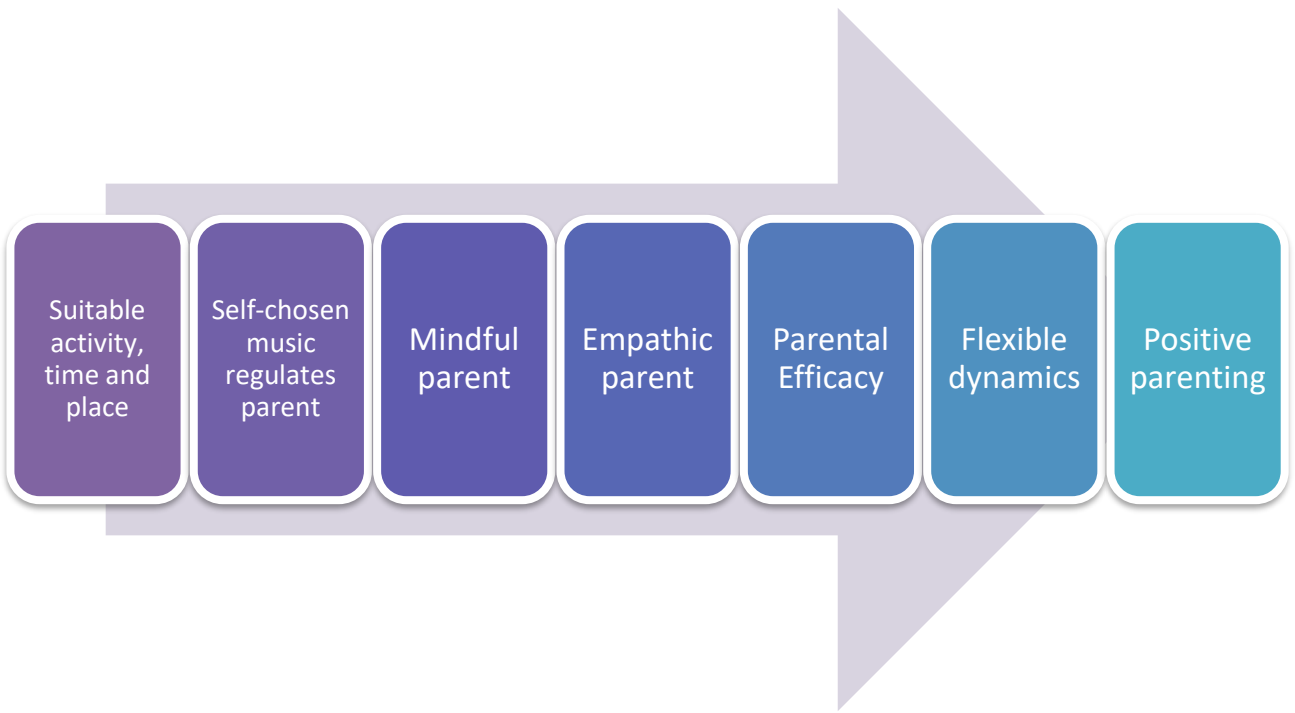 Suitable
activity,
time and
place
Self-chosen
music
regulates
parent
Mindful
parent
Empathic
parent
Parental
Efficacy
Flexible
dynamics
Positive
parenting